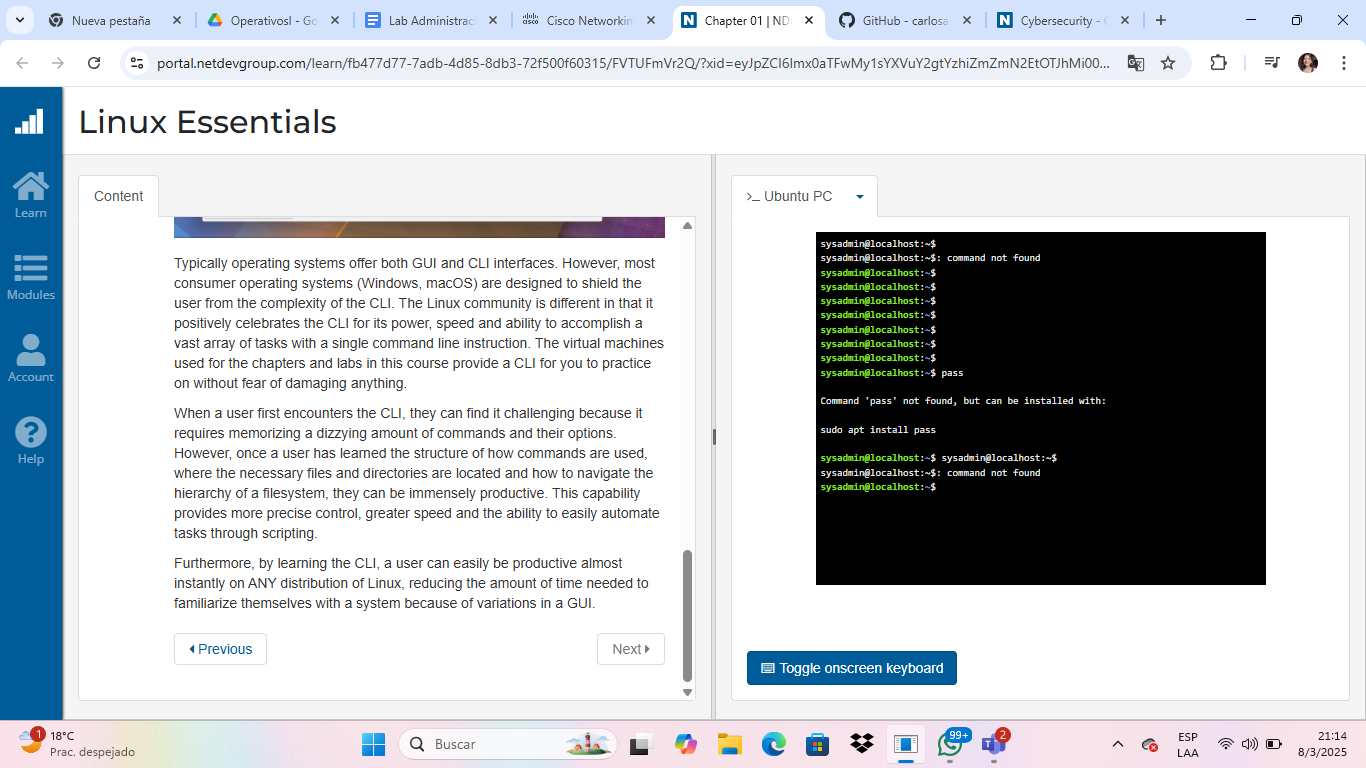 Nueva pestaña
OperativosI - Go
Lab Administrac
Cisco Networkin
Chapter 01 | ND
GitHub - carlosa
Cybersecurity - C
portal.netdevgroup.com/learn/fb477d77-7adb-4d85-8db3-72f500f60315/FVTUFmVr2Q/?xid=eyJpZCI6Imx0aTFwMy1sYXVuY2gtYzhiZmZmN2EtOTJhMi00...
Linux Essentials
Learn
Modules
Account
Help
Content
Typically operating systems offer both GUI and CLI interfaces. However, most
consumer operating systems (Windows, macOS) are designed to shield the
user from the complexity of the CLI. The Linux community is different in that it
positively celebrates the CLI for its power, speed and ability to accomplish a
vast array of tasks with a single command line instruction. The virtual machines
used for the chapters and labs in this course provide a CLI for you to practice
on without fear of damaging anything.
When a user first encounters the CLI, they can find it challenging because it
requires memorizing a dizzying amount of commands and their options.
However, once a user has learned the structure of how commands are used,
where the necessary files and directories are located and how to navigate the
hierarchy of a filesystem, they can be immensely productive. This capability
provides more precise control, greater speed and the ability to easily automate
tasks through scripting.
Furthermore, by learning the CLI, a user can easily be productive almost
instantly on ANY distribution of Linux, reducing the amount of time needed to
familiarize themselves with a system because of variations in a GUI.
Previous
Next
>_ Ubuntu PC
sysadmin@localhost:~$
sysadmin@localhost:~$: command not found
sysadmin@localhost:~$
sysadmin@localhost:~$
sysadmin@localhost:~$
sysadmin@localhost:~$
sysadmin@localhost:~$
sysadmin@localhost:~$
sysadmin@localhost:~$
sysadmin@localhost:~$ pass
Command 'pass' not found, but can be installed with:
sudo apt install pass
sysadmin@localhost:~$ sysadmin@localhost:~$
sysadmin@localhost:~$: command not found
sysadmin@localhost:~$
Toggle onscreen keyboard
1
18°C
Prac. despejado
Buscar
99+
2
ESP
LAA
21:14
8/3/2025